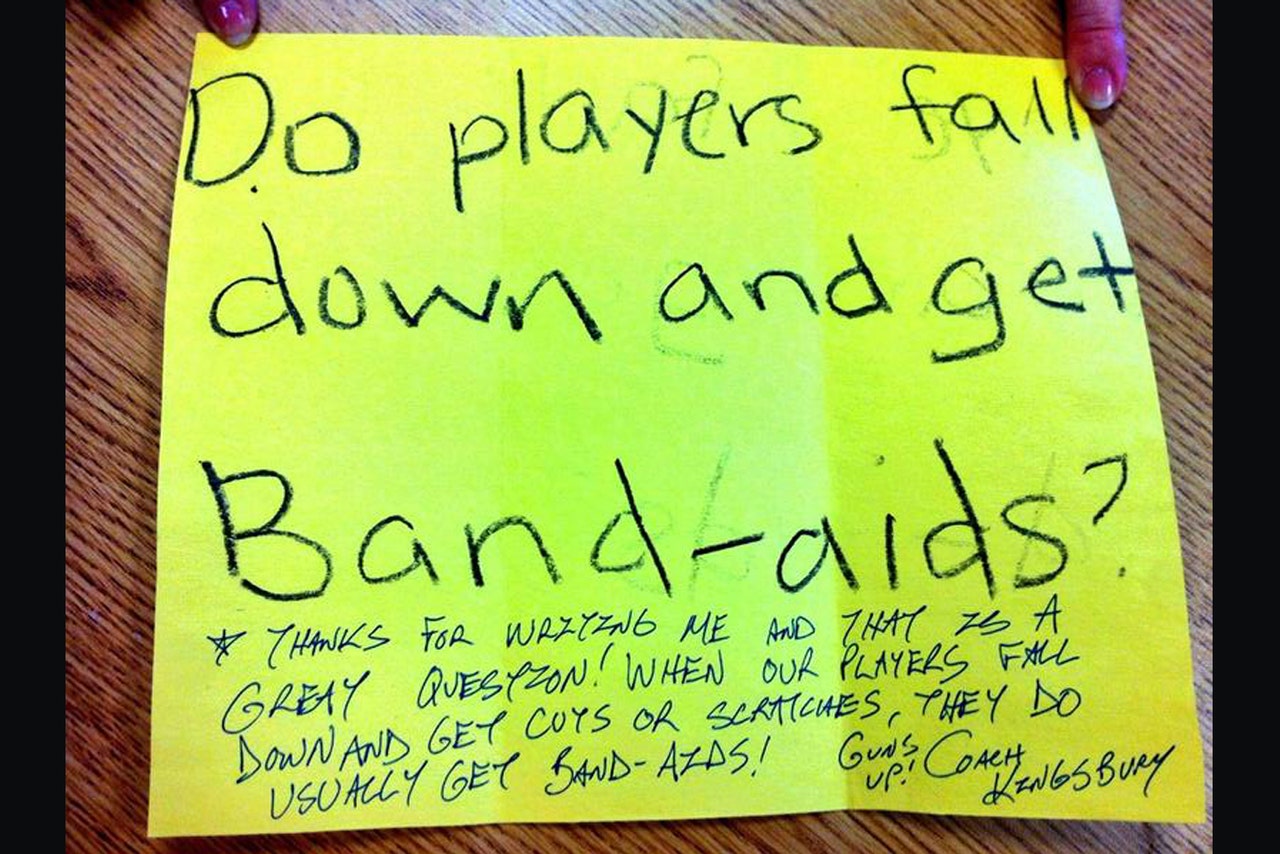 Do players fall
down and get
Band-aids?
* THANKS FOR WRITING ME AND THAT IS A
GREAT QUESTION! WHEN OUR PLAYERS FALL
DOWN AND GET CUTS OR SCRATCHES, THEY DO
USUALLY GET BAND-AIDS! GUNS UP! COACH KINGSBURY